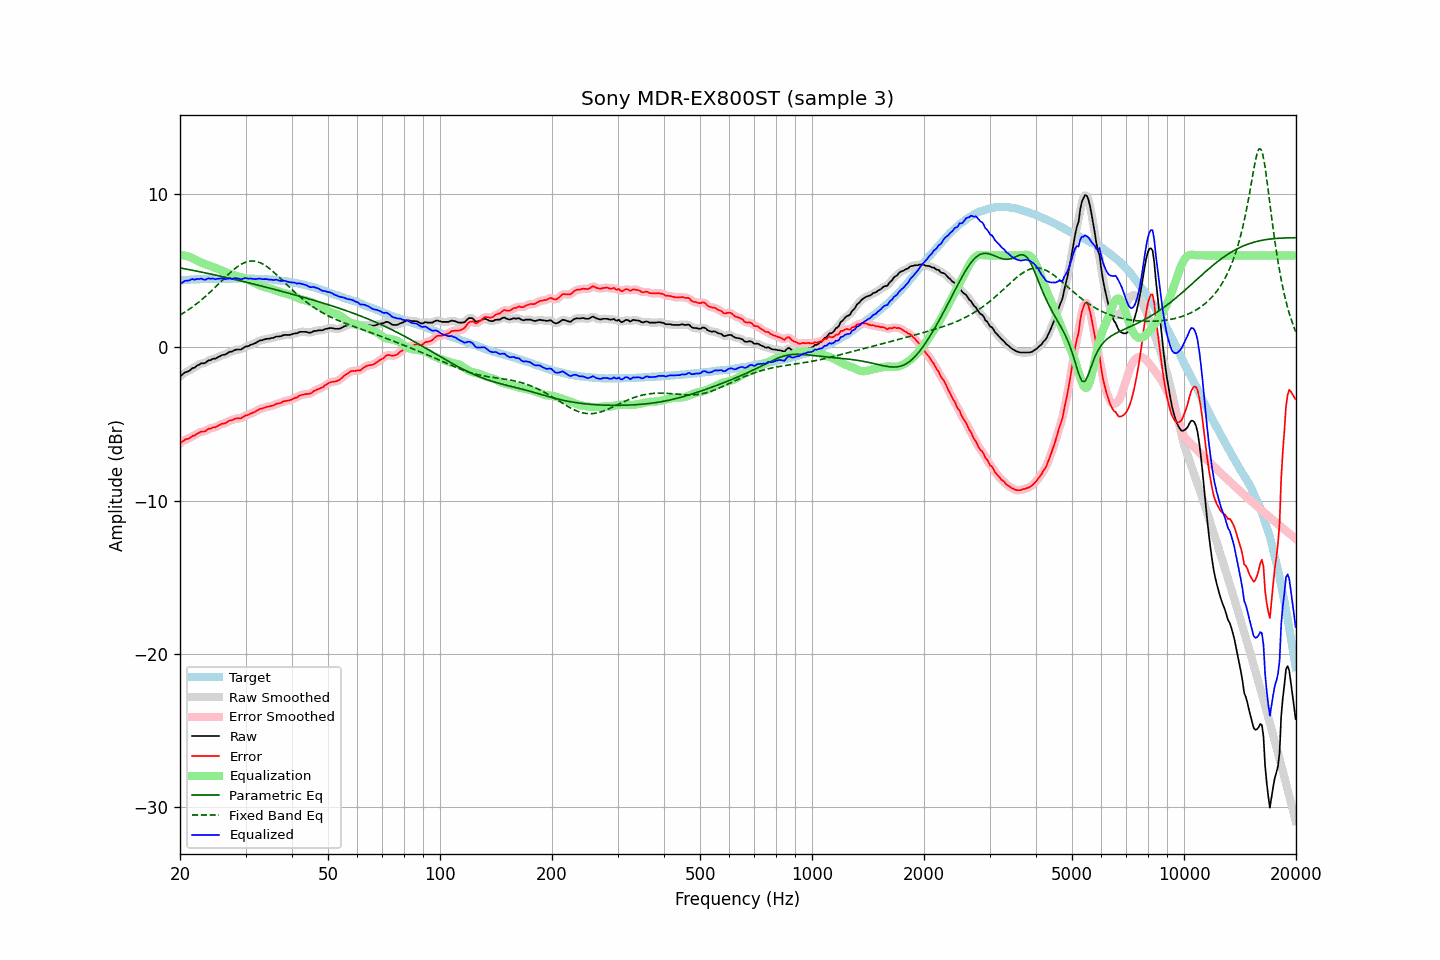 Sony MDR-EX800ST (sample 3)
10
0
−10
−20
−30
Amplitude (dBr)
Target
Raw Smoothed
Error Smoothed
Raw
Error
Equalization
Parametric Eq
Fixed Band Eq
Equalized
20 50 100 200 500 1000 2000 5000 10000 20000
Frequency (Hz)